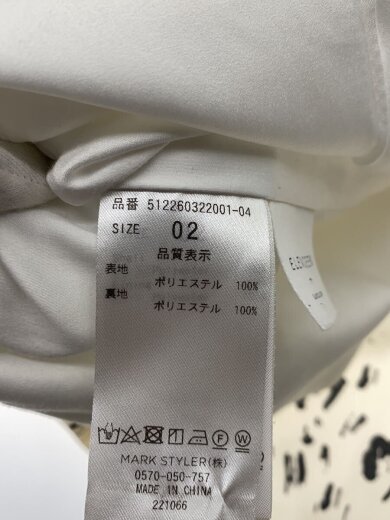 品番 512260322001-04
SIZE 02
品質表示
表地
ポリエステル 100%
裏地
ポリエステル 100%
MARK STYLER(株)
0570-050-757
MADE IN CHINA
221066